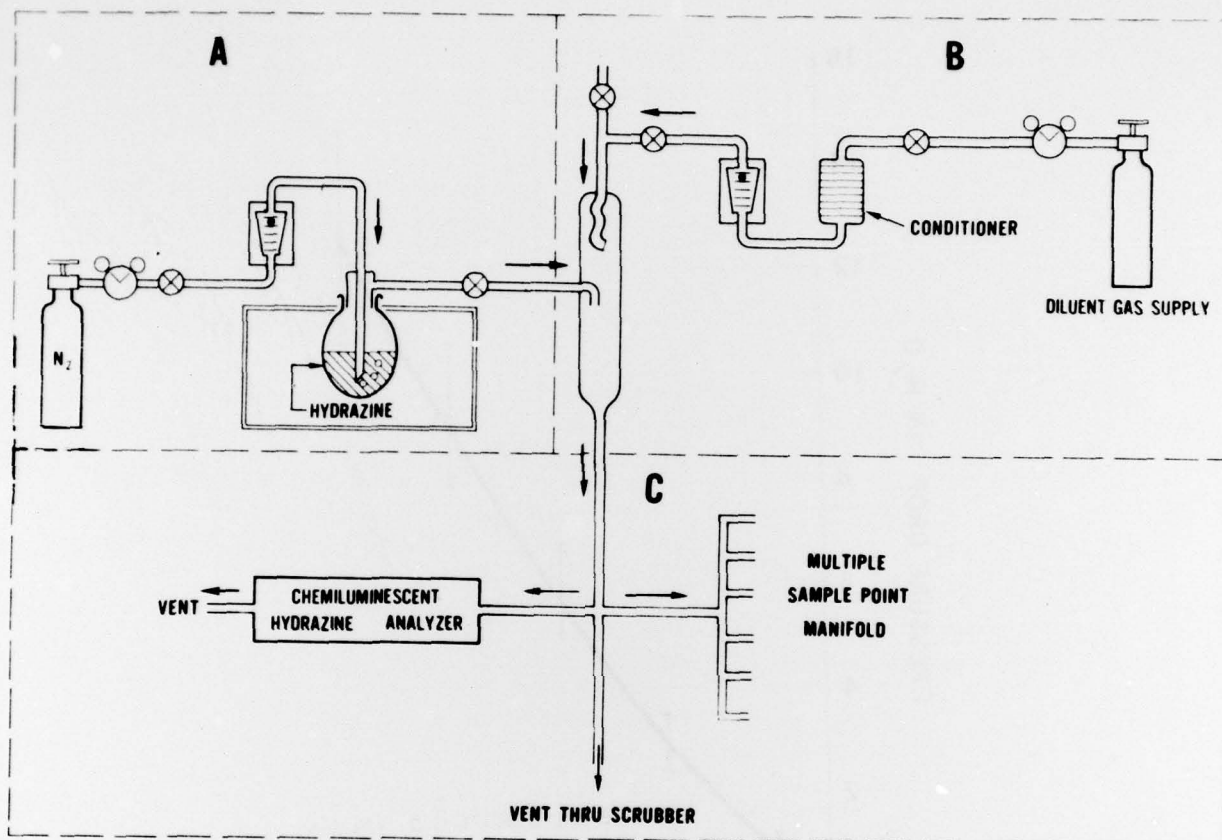 A
B
CONDITIONER
DILUENT GAS SUPPLY
N₂
HYDRAZINE
C
MULTIPLE
SAMPLE POINT
MANIFOLD
CHEMILUMINESCENT
HYDRAZINE ANALYZER
VENT
VENT THRU SCRUBBER